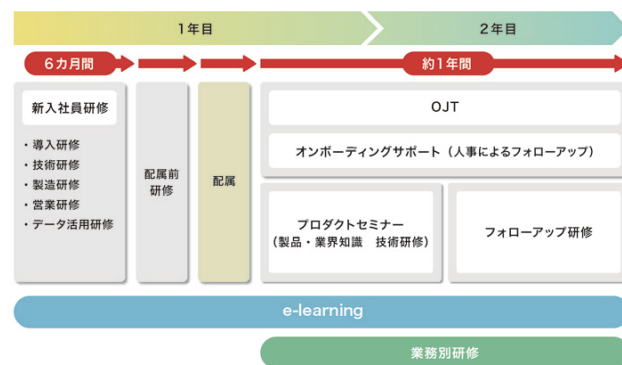 1年目
2年目
6カ月間
約1年間
新入社員研修
・導入研修
・技術研修
・製造研修
・営業研修
・データ活用研修
配属前
研修
配属
OJT
オンボーディングサポート（人事によるフォローアップ）
プロダクトセミナー
（製品・業界知識　技術研修）
フォローアップ研修
e-learning
業務別研修